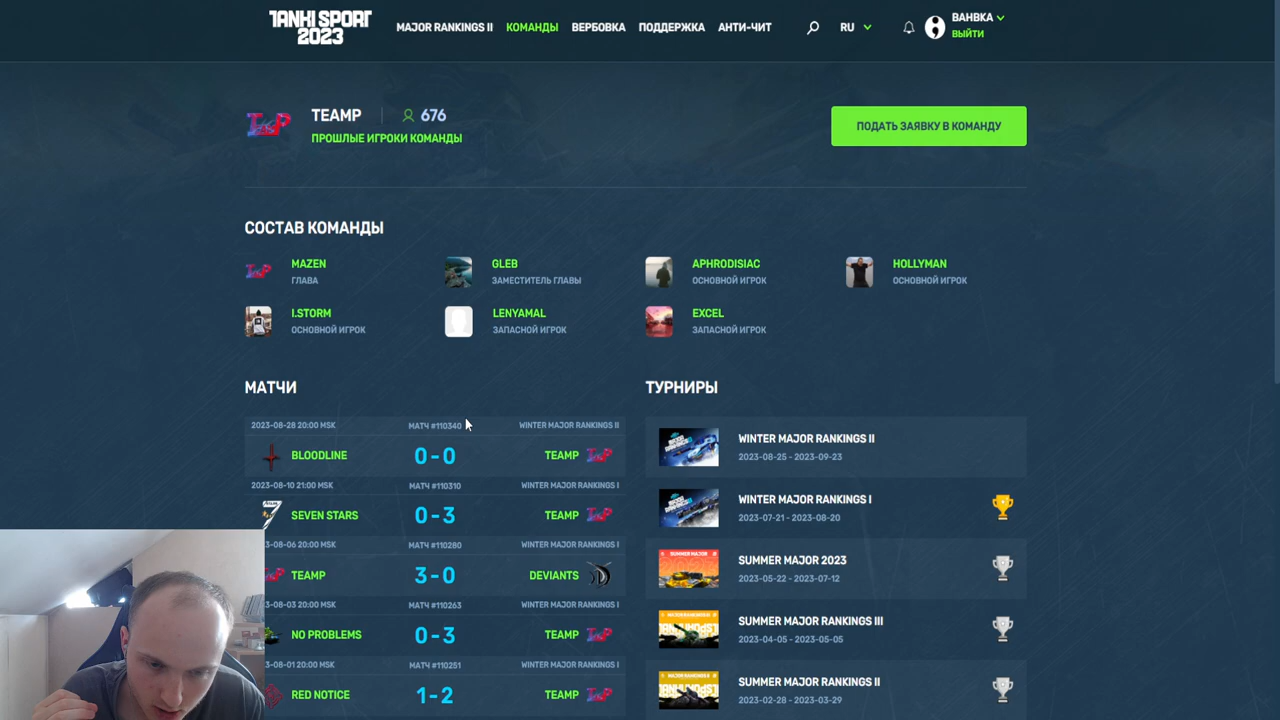 TANKI SPORT
2023
MAJOR RANKINGS II
КОМАНДЫ
ВЕРБОВКА
ПОДДЕРЖКА
АНТИ-ЧИТ
RU
ВАНВКА
ВЫЙТИ
TEAMP
676
ПРОШЛЫЕ ИГРОКИ КОМАНДЫ
ПОДАТЬ ЗАЯВКУ В КОМАНДУ
СОСТАВ КОМАНДЫ
MAZEN
ГЛАВА
GLEB
ЗАМЕСТИТЕЛЬ ГЛАВЫ
APHRODISIAC
ОСНОВНОЙ ИГРОК
HOLLYMAN
ОСНОВНОЙ ИГРОК
I.STORM
ОСНОВНОЙ ИГРОК
LENYAMAL
ЗАПАСНОЙ ИГРОК
EXCEL
ЗАПАСНОЙ ИГРОК
МАТЧИ
2023-08-28 20:00 MSK МАТЧ #110340 WINTER MAJOR RANKINGS II
BLOODLINE 0 - 0 TEAMP
2023-08-10 21:00 MSK МАТЧ #110310 WINTER MAJOR RANKINGS I
SEVEN STARS 0 - 3 TEAMP
3-08-06 20:00 MSK МАТЧ #110280 WINTER MAJOR RANKINGS I
TEAMP 3 - 0 DEVIANTS
3-08-03 20:00 MSK МАТЧ #110263 WINTER MAJOR RANKINGS I
NO PROBLEMS 0 - 3 TEAMP
3-08-01 20:00 MSK МАТЧ #110251 WINTER MAJOR RANKINGS I
RED NOTICE 1 - 2 TEAMP
ТУРНИРЫ
WINTER MAJOR RANKINGS II
2023-08-25 - 2023-09-23
WINTER MAJOR RANKINGS I
2023-07-21 - 2023-08-20
SUMMER MAJOR 2023
2023-05-22 - 2023-07-12
SUMMER MAJOR RANKINGS III
2023-04-05 - 2023-05-05
SUMMER MAJOR RANKINGS II
2023-02-28 - 2023-03-29